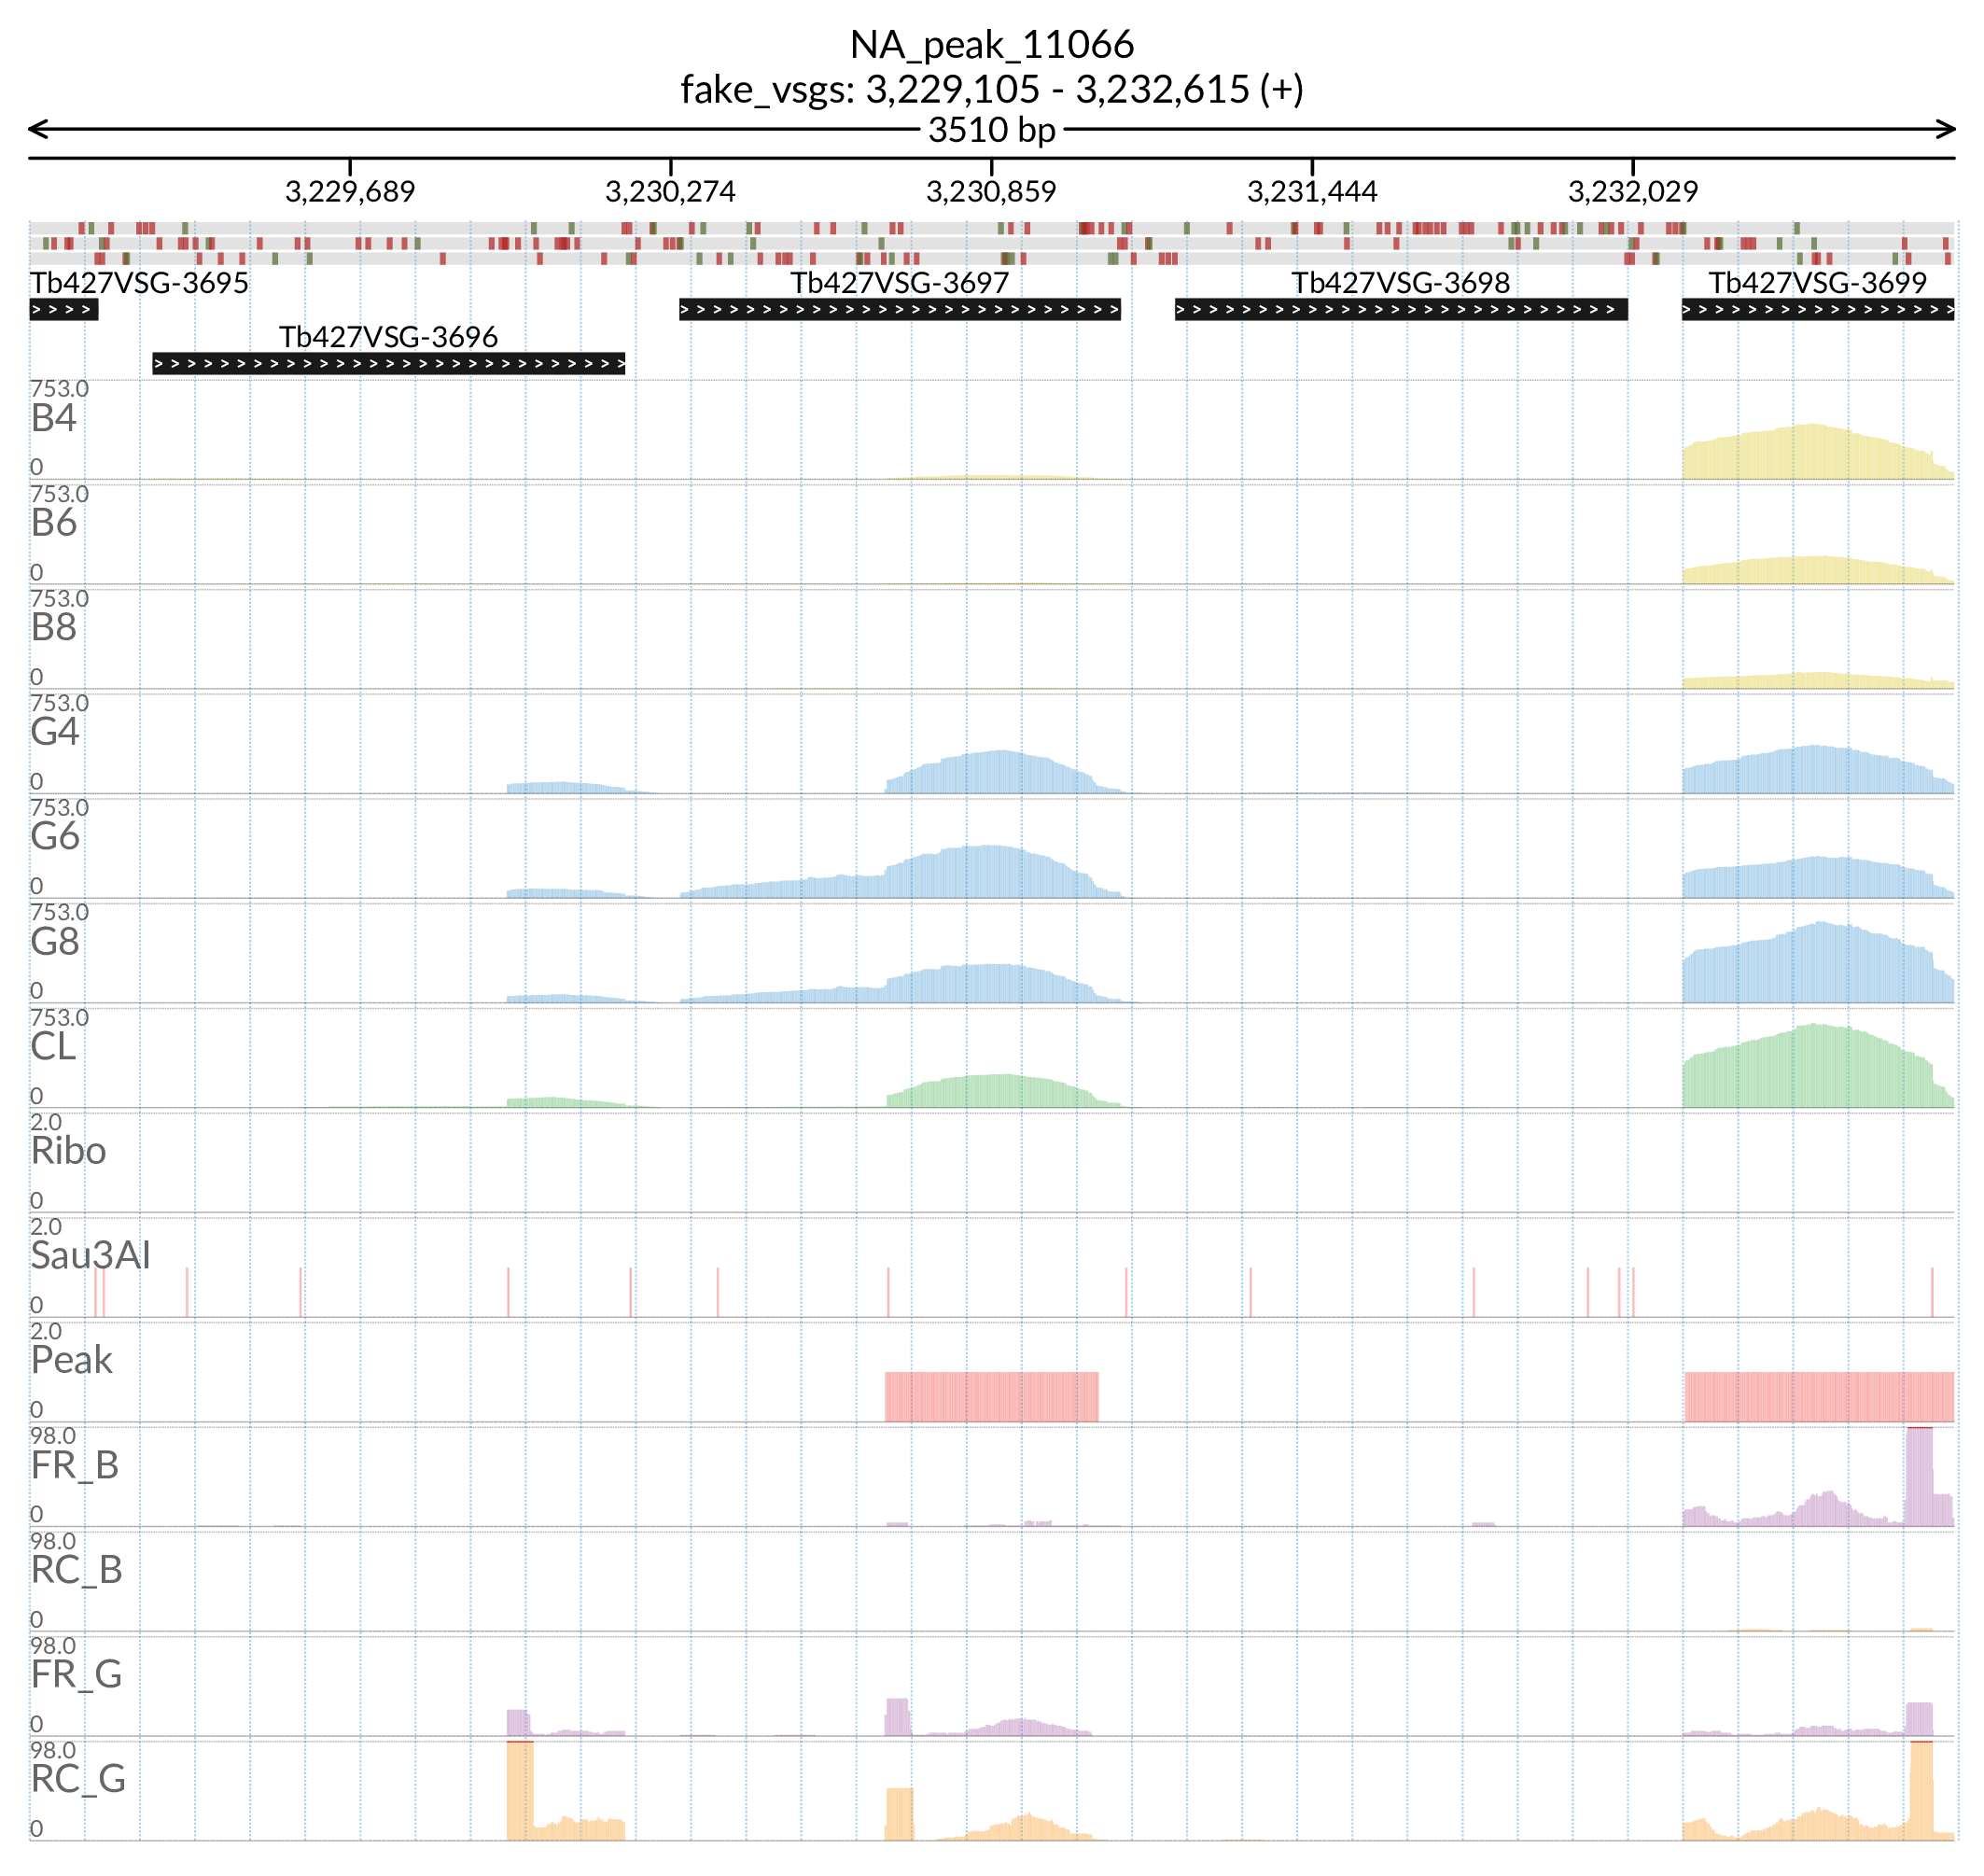 NA_peak_11066
fake_vsgs: 3,229,105 - 3,232,615 (+)
3510 bp
3,229,689 3,230,274 3,230,859 3,231,444 3,232,029
Tb427VSG-3695 Tb427VSG-3697 Tb427VSG-3698 Tb427VSG-3699
Tb427VSG-3696
753.0
B4
0
753.0
B6
0
753.0
B8
0
753.0
G4
0
753.0
G6
0
753.0
G8
0
753.0
CL
0
2.0
Ribo
0
2.0
Sau3AI
0
2.0
Peak
0
98.0
FR_B
0
98.0
RC_B
0
98.0
FR_G
0
98.0
RC_G
0